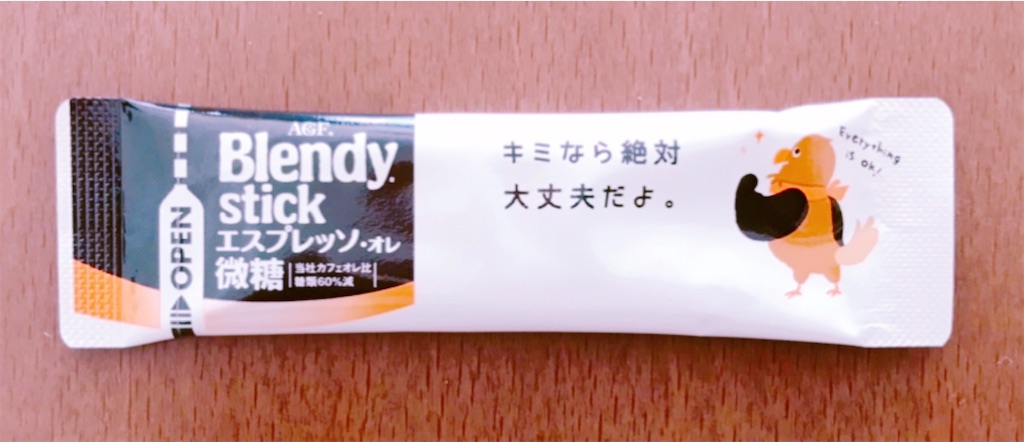 AGF®
Blendy®
stick
エスプレッソ・オレ
微糖
当社カフェオレ比
糖類60%減
OPEN
キミなら絶対
大丈夫だよ。
Everything
is ok!